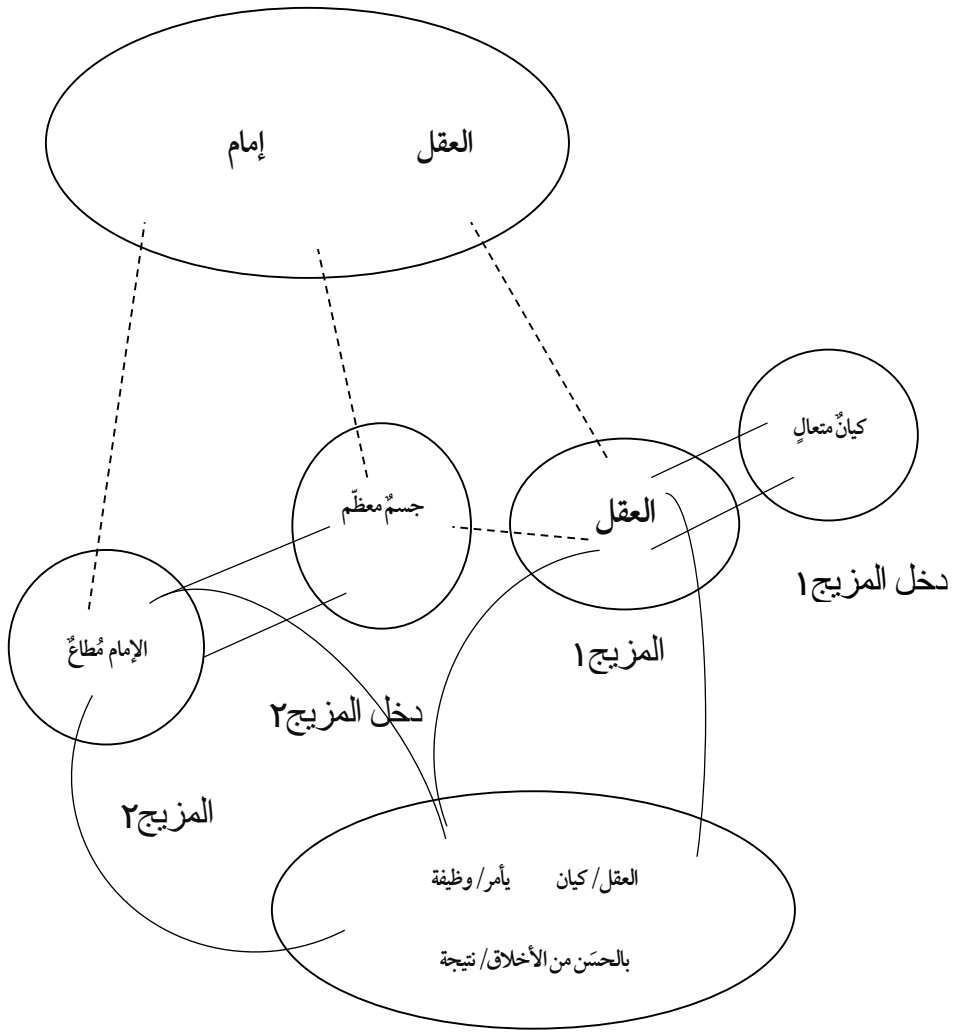 العقل إمام
كيانٌ متعالٍ
جسمٌ معظّم
العقل
دخل المزيج١
الإمام مُطاعٌ
المزيج١
دخل المزيج٢
المزيج٢
العقل/ كيان يأمر/ وظيفة
بالحسَن من الأخلاق/ نتيجة